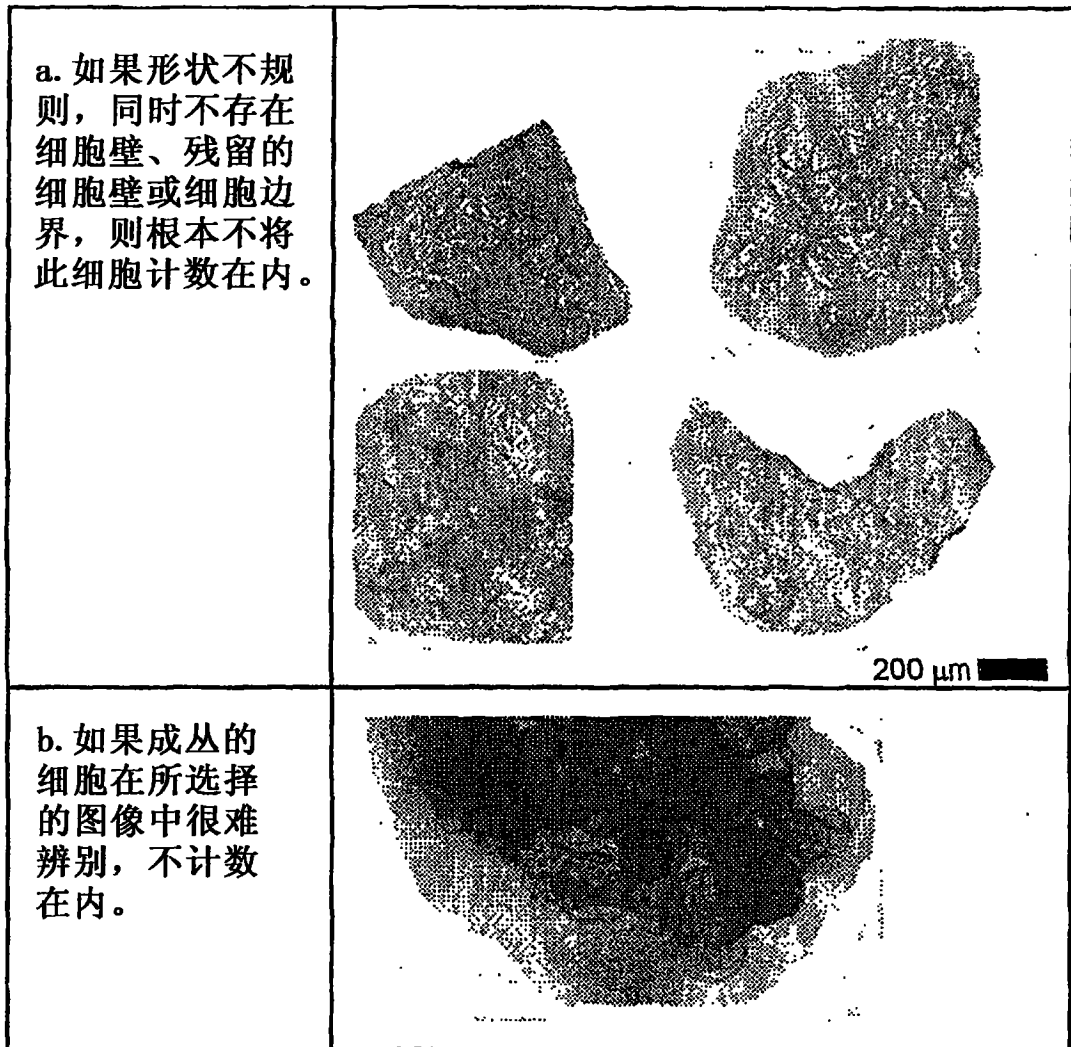 a. 如果形状不规
则，同时不存在
细胞壁、残留的
细胞壁或细胞边
界，则根本不将
此细胞计数在内。
200 μm
b. 如果成丛的
细胞在所选择
的图像中很难
辨别，不计数
在内。